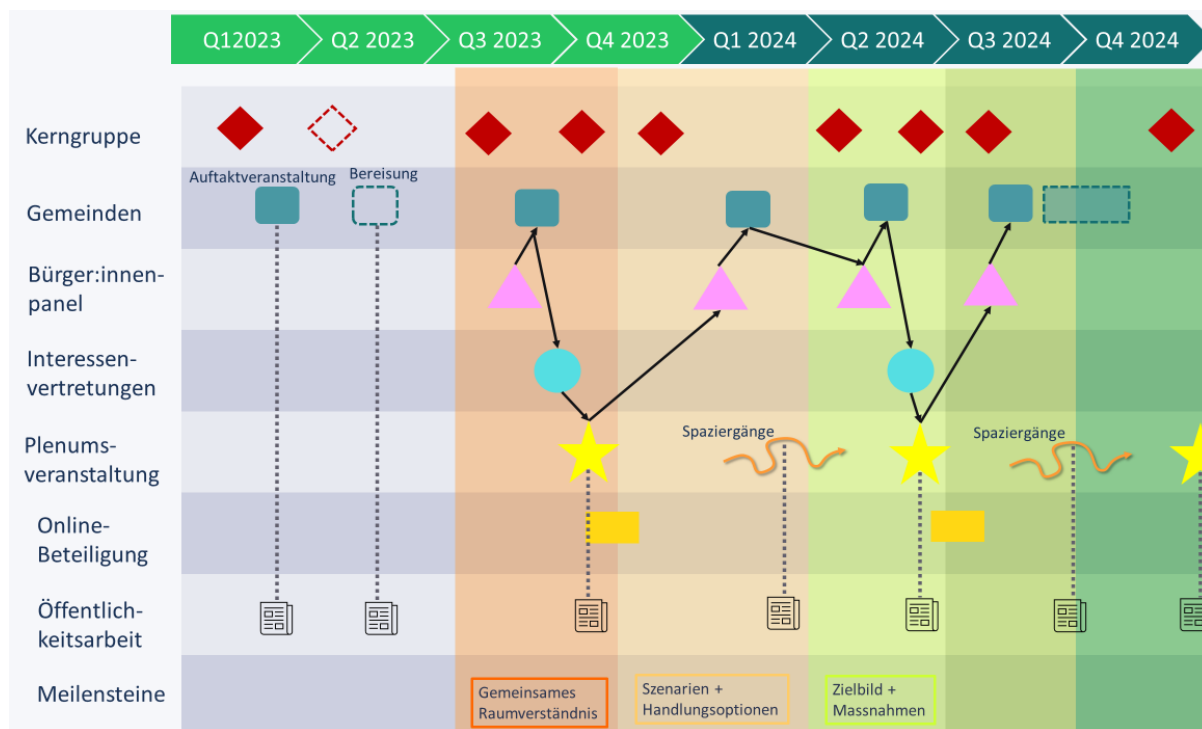 Q12023
Q2 2023
Q3 2023
Q4 2023
Q1 2024
Q2 2024
Q3 2024
Q4 2024
Kerngruppe
Auftaktveranstaltung
Bereisung
Gemeinden
Bürger:innen-
panel
Interessen-
vertretungen
Plenums-
veranstaltung
Spaziergänge
Spaziergänge
Online-
Beteiligung
Öffentlich-
keitsarbeit
Meilensteine
Gemeinsames
Raumverständnis
Szenarien +
Handlungsoptionen
Zielbild +
Massnahmen